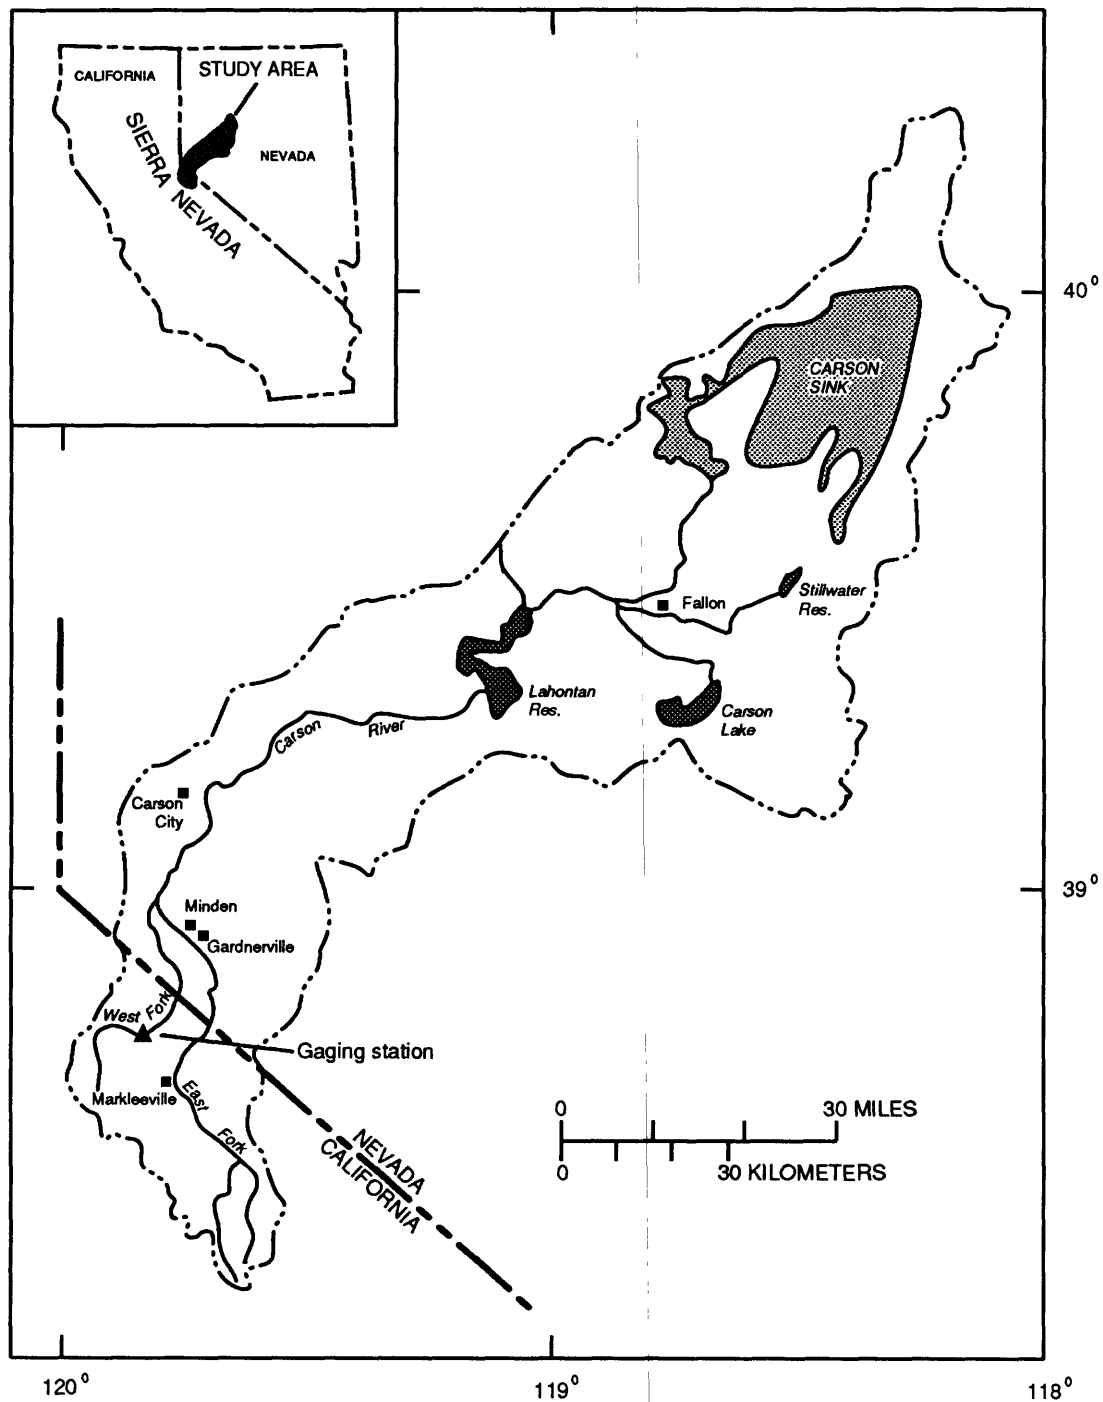 CALIFORNIA
STUDY AREA
NEVADA
SIERRA NEVADA
40°
CARSON
SINK
Stillwater
Res.
Fallon
Lahontan
Res.
Carson
Lake
Carson River
Carson
City
39°
Minden
Gardnerville
West Fork
Gaging station
Markleeville
East Fork
NEVADA
CALIFORNIA
0 30 MILES
0 30 KILOMETERS
120° 119° 118°